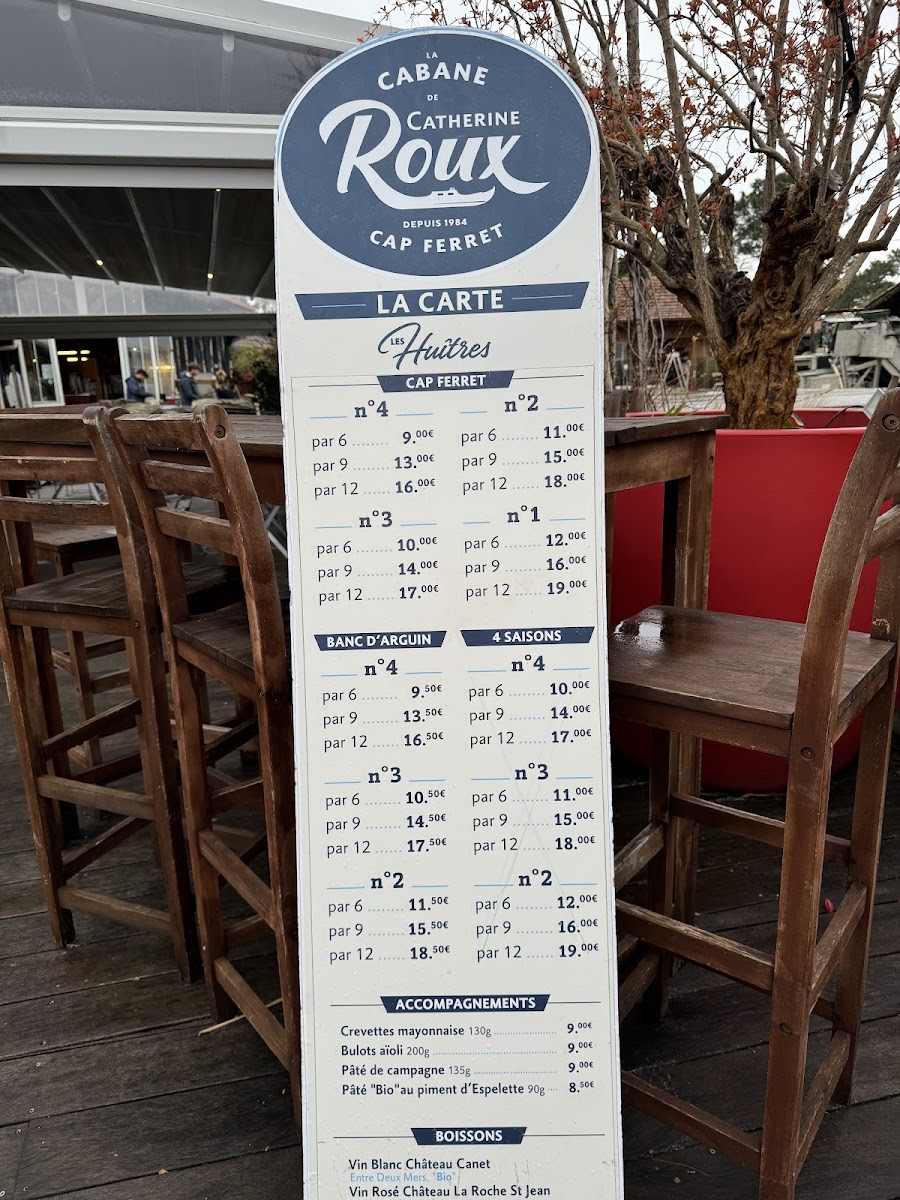 LA
CABANE
DE
CATHERINE
Roux
DEPUIS 1984
CAP FERRET
LA CARTE
LES Huîtres
CAP FERRET
n°4
par 6 ........ 9.00€
par 9 ........ 13.00€
par 12 ...... 16.00€
n°2
par 6 ........ 11.00€
par 9 ........ 15.00€
par 12 ...... 18.00€
n°3
par 6 ........ 10.00€
par 9 ........ 14.00€
par 12 ...... 17.00€
n°1
par 6 ........ 12.00€
par 9 ........ 16.00€
par 12 ...... 19.00€
BANC D'ARGUIN
n°4
par 6 ........ 9.50€
par 9 ........ 13.50€
par 12 ...... 16.50€
n°3
par 6 ........ 10.50€
par 9 ........ 14.50€
par 12 ...... 17.50€
n°2
par 6 ........ 11.50€
par 9 ........ 15.50€
par 12 ...... 18.50€
4 SAISONS
n°4
par 6 ........ 10.00€
par 9 ........ 14.00€
par 12 ...... 17.00€
n°3
par 6 ........ 11.00€
par 9 ........ 15.00€
par 12 ...... 18.00€
n°2
par 6 ........ 12.00€
par 9 ........ 16.00€
par 12 ...... 19.00€
ACCOMPAGNEMENTS
Crevettes mayonnaise 130g ........ 9.00€
Bulots aïoli 200g ........ 9.00€
Pâté de campagne 135g ........ 9.00€
Pâté "Bio"au piment d'Espelette 90g .... 8.50€
BOISSONS
Vin Blanc Château Canet
Entre Deux Mers, "Bio"
Vin Rosé Château La Roche St Jean